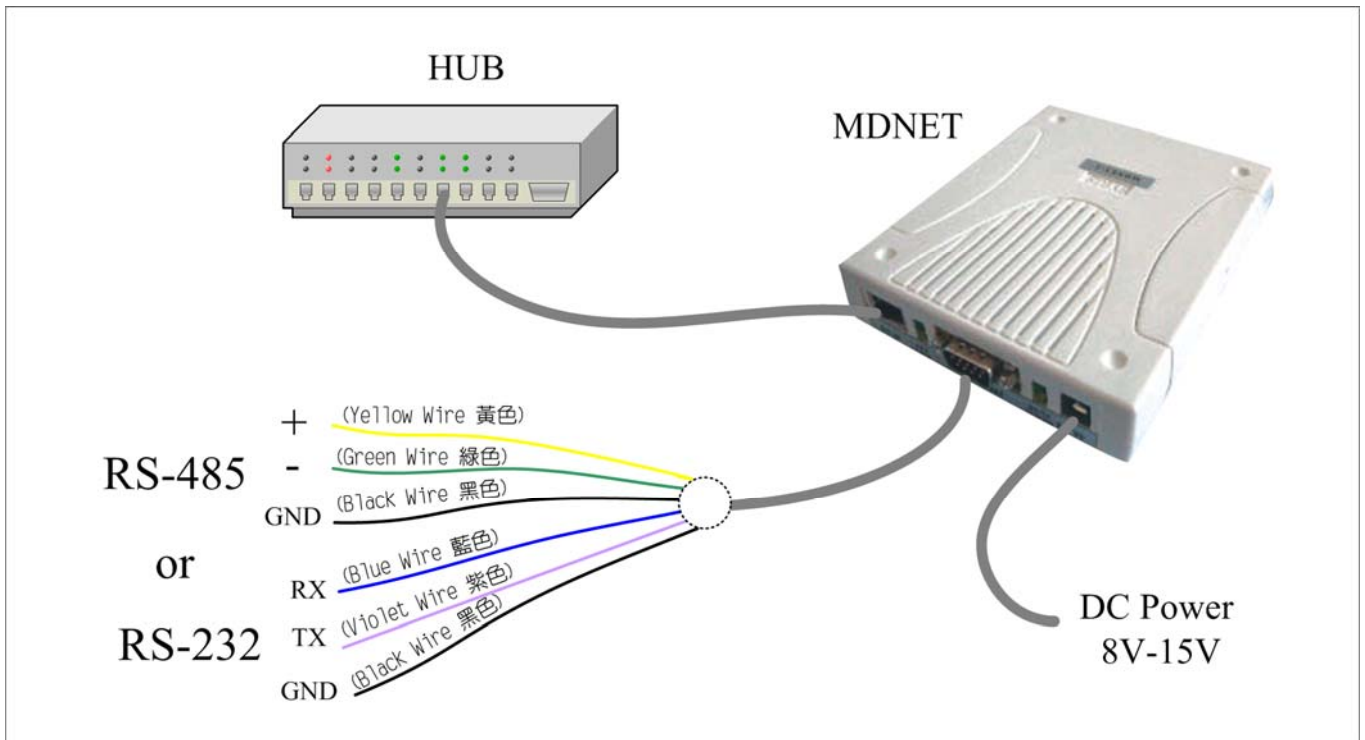 HUB
MDNET
+ (Yellow Wire 黃色)
RS-485 - (Green Wire 綠色)
GND (Black Wire 黑色)
or
RX (Blue Wire 藍色)
RS-232 TX (Violet Wire 紫色)
GND (Black Wire 黑色)
DC Power
8V-15V